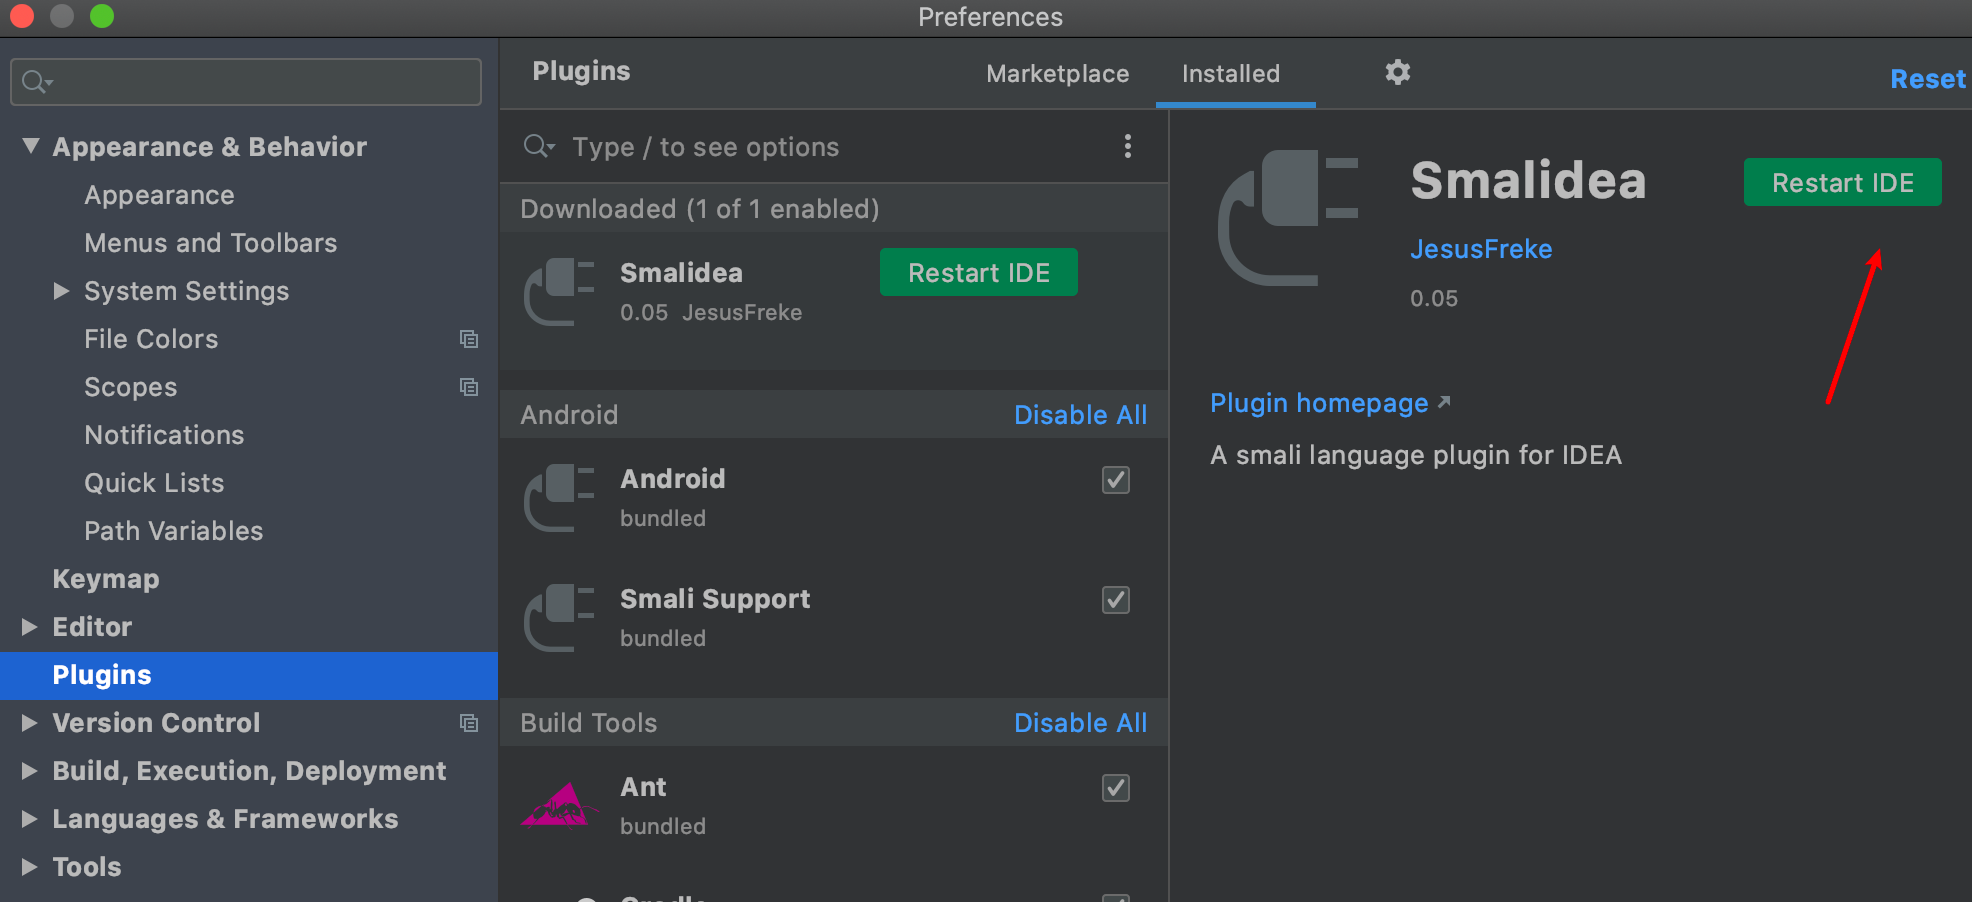 Preferences
Appearance & Behavior
Appearance
Menus and Toolbars
System Settings
File Colors
Scopes
Notifications
Quick Lists
Path Variables
Keymap
Editor
Plugins
Version Control
Build, Execution, Deployment
Languages & Frameworks
Tools
Plugins
Marketplace
Installed
Reset
Type / to see options
Downloaded (1 of 1 enabled)
Smalidea
Restart IDE
0.05 JesusFreke
Android
Disable All
Android
bundled
Smali Support
bundled
Build Tools
Disable All
Ant
bundled
Gradle
Smalidea
Restart IDE
JesusFreke
0.05
Plugin homepage
A smali language plugin for IDEA